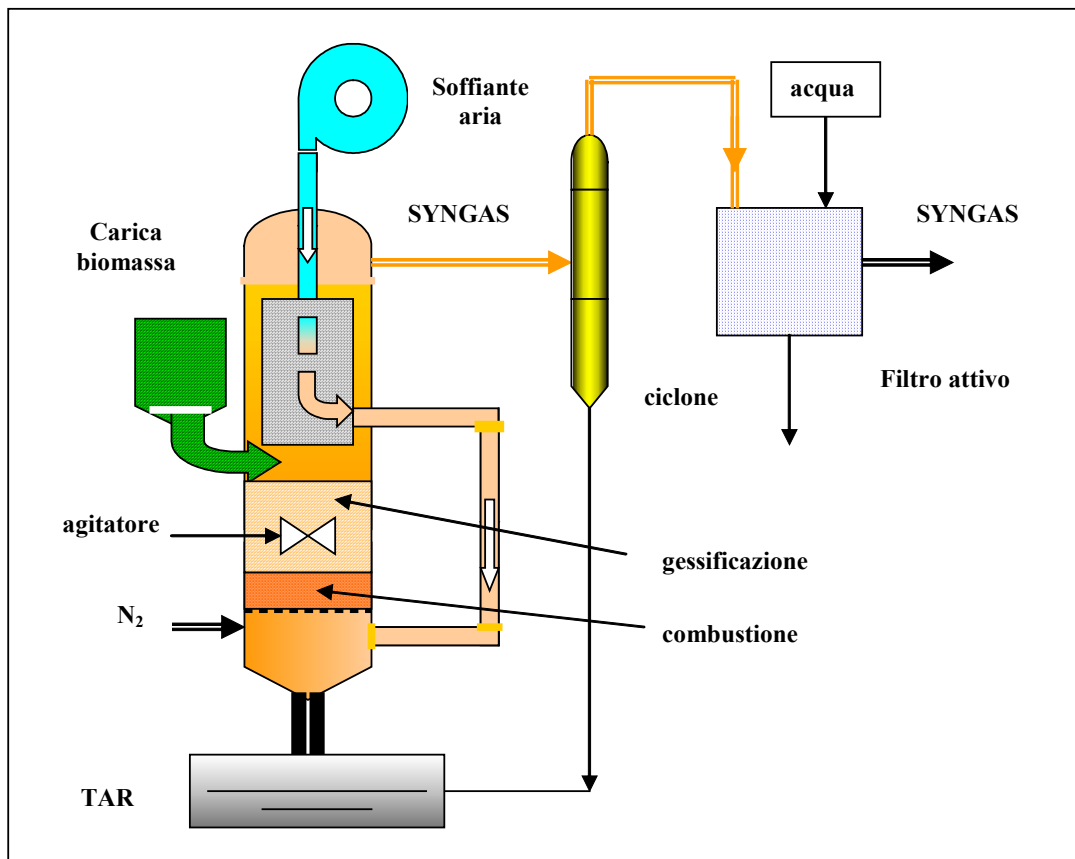 Soffiante
aria
acqua
SYNGAS
SYNGAS
Carica
biomassa
ciclone
Filtro attivo
agitatore
gessificazione
N₂
combustione
TAR